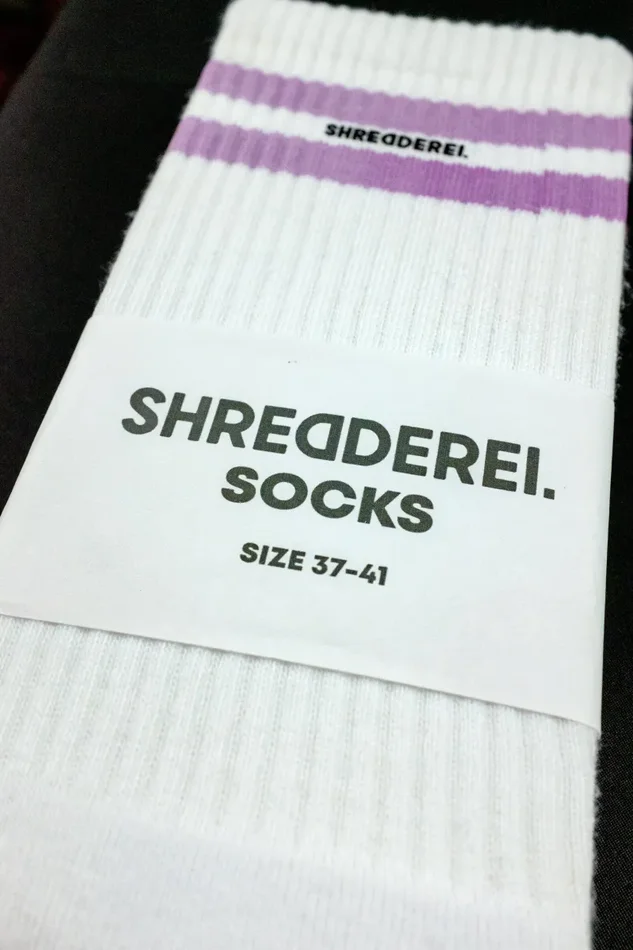 SHREDDEREI.
SHREDDEREI.
SOCKS
SIZE 37-41